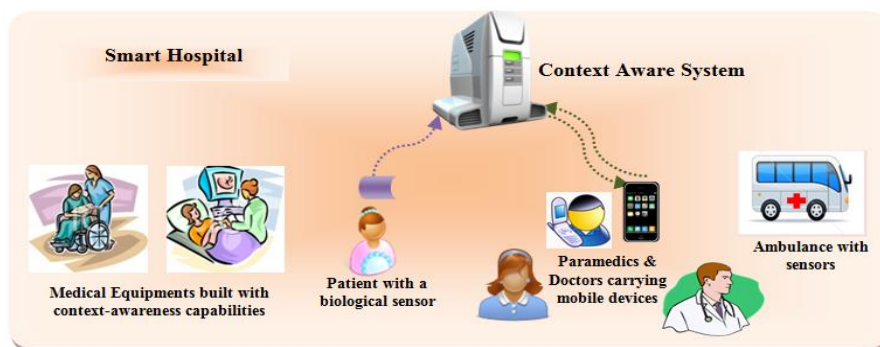 Smart Hospital
Context Aware System
Medical Equipments built with
context-awareness capabilities
Patient with a
biological sensor
Paramedics &
Doctors carrying
mobile devices
Ambulance with
sensors